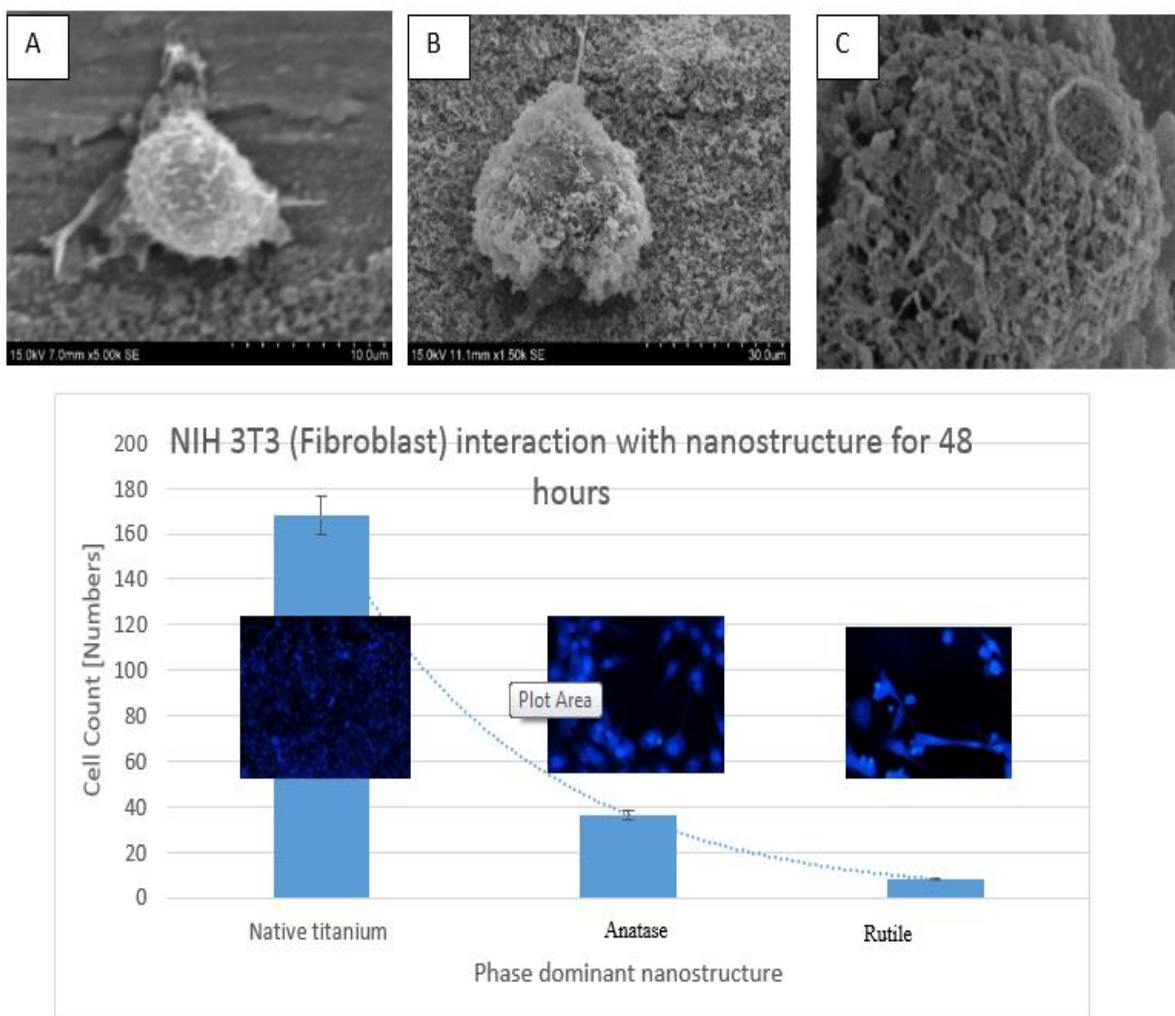 A
B
C
15.0kV 7.0mm x5.00k SE
10.0um
15.0kV 11.1mm x1.50k SE
30.0um
NIH 3T3 (Fibroblast) interaction with nanostructure for 48
hours
Cell Count [Numbers]
200
180
160
140
120
100
80
60
40
20
0
Plot Area
Native titanium
Anatase
Rutile
Phase dominant nanostructure